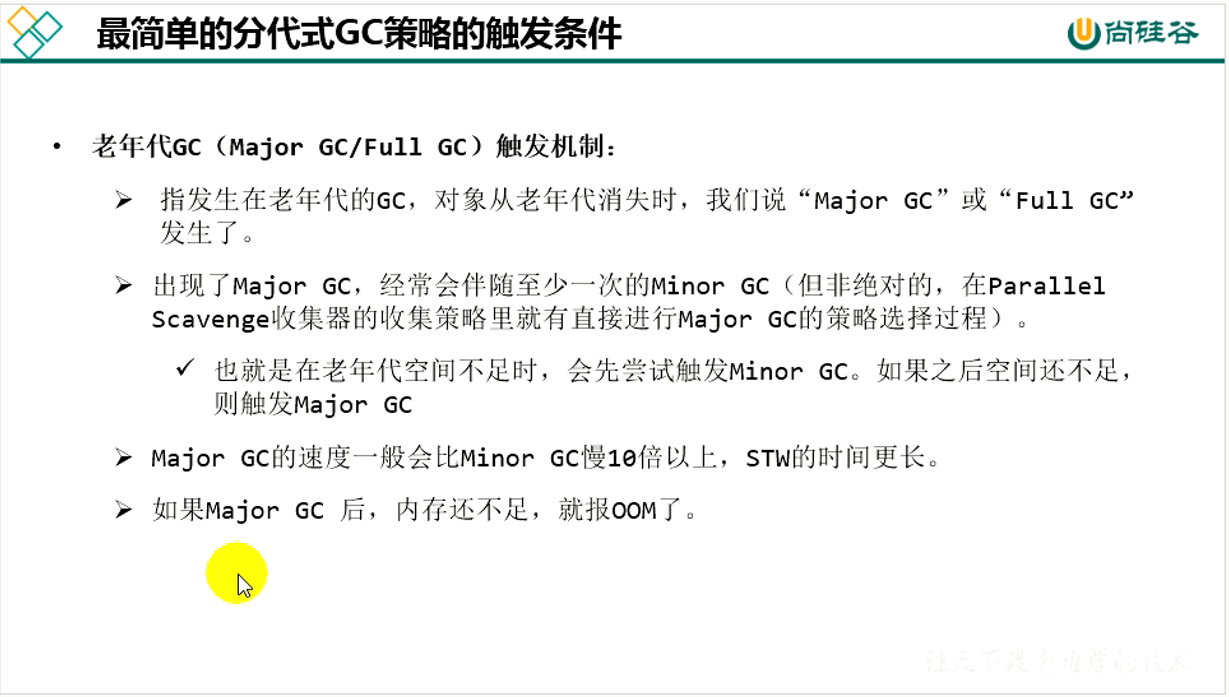 最简单的分代式GC策略的触发条件
尚硅谷
• 老年代GC（Major GC/Full GC）触发机制：
➢ 指发生在老年代的GC，对象从老年代消失时，我们说“Major GC”或“Full GC”
发生了。
➢ 出现了Major GC，经常会伴随至少一次的Minor GC（但非绝对的，在Parallel
Scavenge收集器的收集策略里就有直接进行Major GC的策略选择过程）。
✓ 也就是在老年代空间不足时，会先尝试触发Minor GC。如果之后空间还不足，
则触发Major GC
➢ Major GC的速度一般会比Minor GC慢10倍以上，STW的时间更长。
➢ 如果Major GC 后，内存还不足，就报OOM了。
让天下没有难学的技术